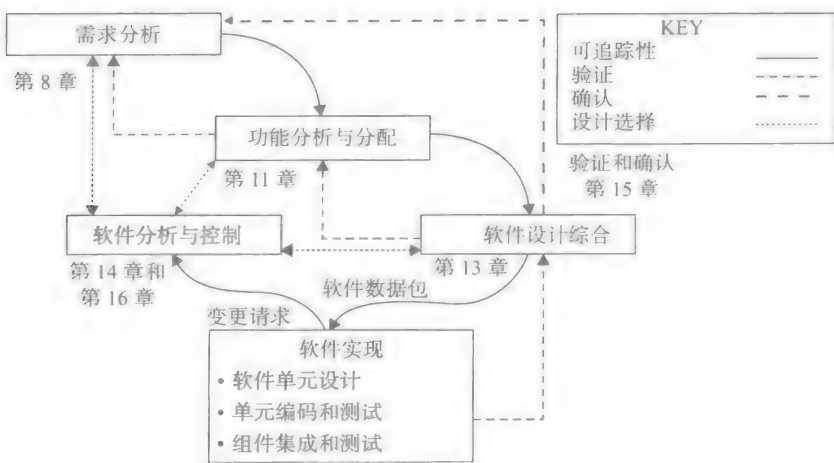 需求分析
第 8 章
功能分析与分配
第 11 章
软件分析与控制
第 14 章和
第 16 章
软件设计综合
第 13 章
软件数据包
变更请求
软件实现
• 软件单元设计
• 单元编码和测试
• 组件集成和测试
KEY
可追踪性
验证
确认
设计选择
验证和确认
第 15 章